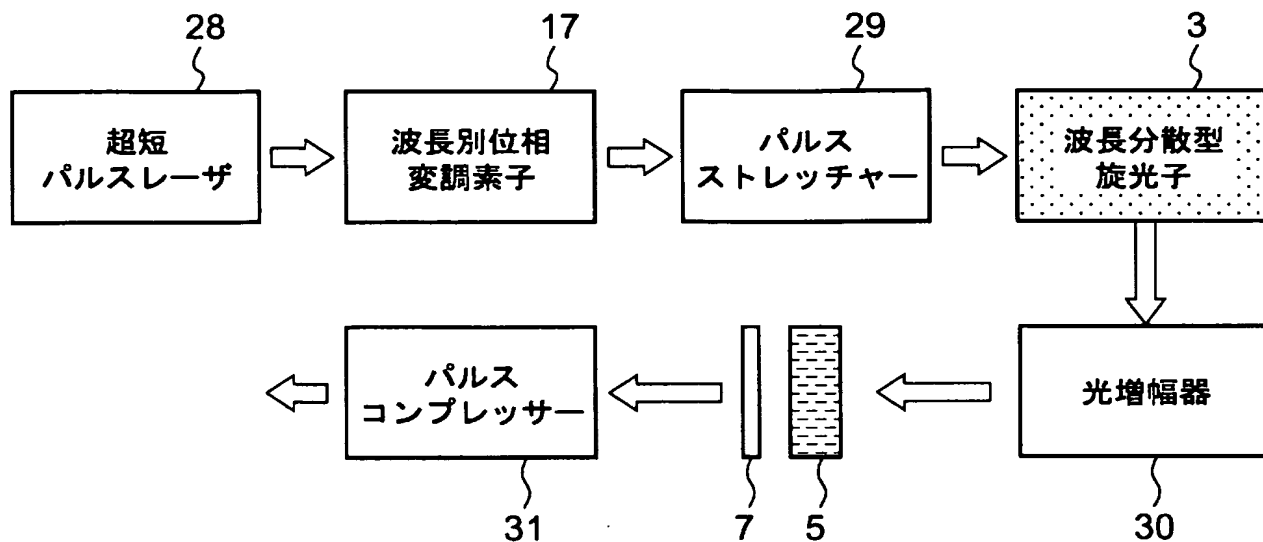 28
17
29
3
超短
パルスレーザ
波長別位相
変調素子
パルス
ストレッチャー
波長分散型
旋光子
パルス
コンプレッサー
光増幅器
31
7
5
30